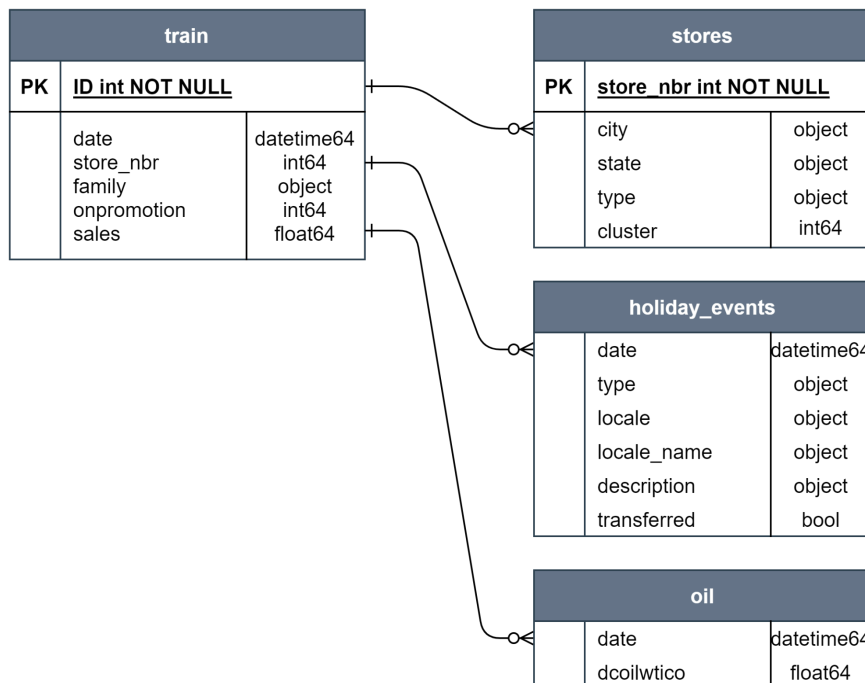 train
PK ID int NOT NULL
date datetime64
store_nbr int64
family object
onpromotion int64
sales float64
stores
PK store_nbr int NOT NULL
city object
state object
type object
cluster int64
holiday_events
date datetime64
type object
locale object
locale_name object
description object
transferred bool
oil
date datetime64
dcoilwtico float64